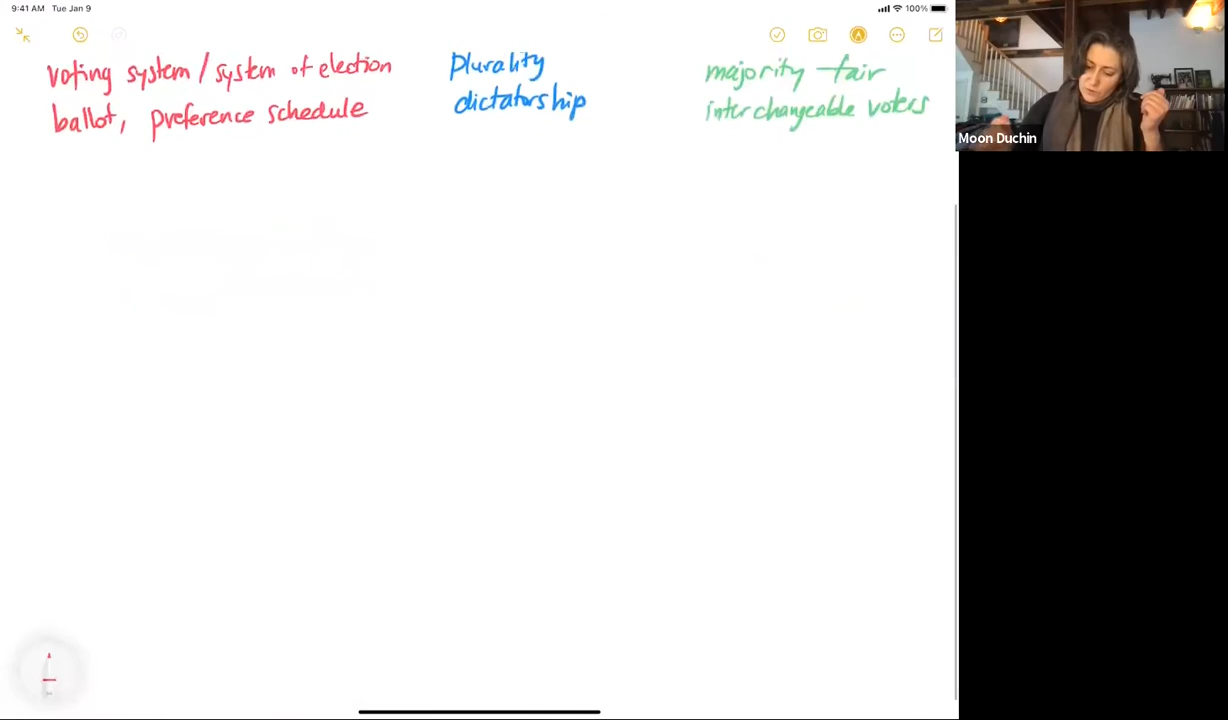 9:41 AM Tue Jan 9
100%
voting system / system of election
ballot, preference schedule
Plurality
dictatorship
majority fair
interchangeable voters
Moon Duchin